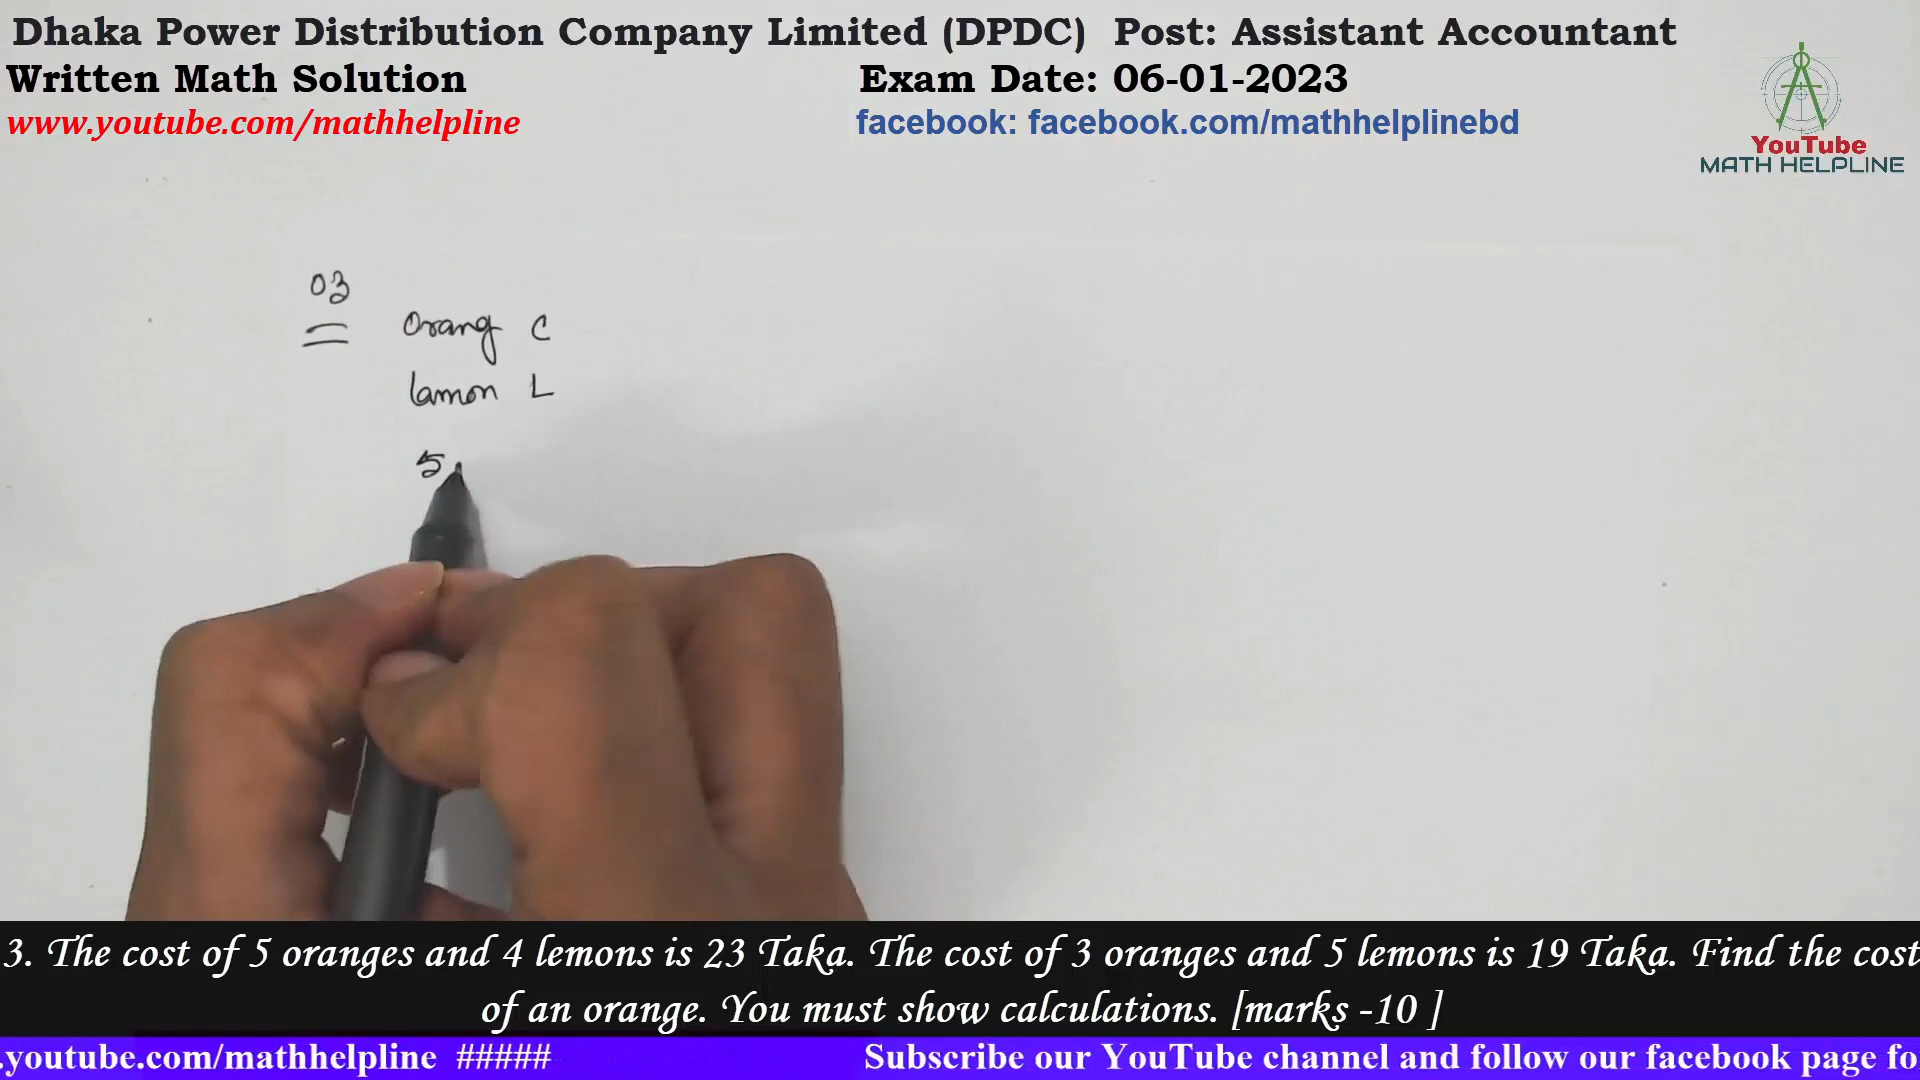 Dhaka Power Distribution Company Limited (DPDC) Post: Assistant Accountant
Written Math Solution Exam Date: 06-01-2023
www.youtube.com/mathhelpline facebook: facebook.com/mathhelplinebd
YouTube
MATH HELPLINE
03
Orang C
lamon L
5
3. The cost of 5 oranges and 4 lemons is 23 Taka. The cost of 3 oranges and 5 lemons is 19 Taka. Find the cost
of an orange. You must show calculations. [marks -10 ]
.youtube.com/mathhelpline ##### Subscribe our YouTube channel and follow our facebook page fo